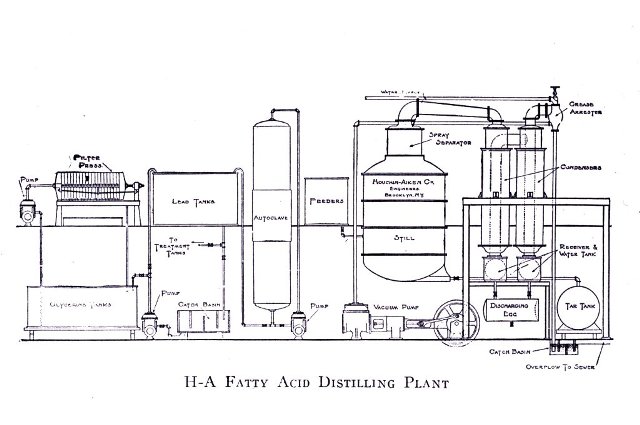 WATER
GREASE
ARRESTER
SPRAY
SEPARATOR
FILTER
PRESS
PUMP
CONDENSERS
HOUCHIN-AIKEN CO.
ENGINEERS
BROOKLYN, N.Y.
LEAD TANKS
FEEDERS
AUTOCLAVE
STILL
TO
TREATMENT
TANKS
RECEIVER &
WATER TANK
GLYCERINE TANKS
CATCH BASIN
PUMP
PUMP
VACUUM PUMP
DISCHARGING
EGG
TAR TANK
CATCH BASIN
OVERFLOW TO SEWER
H-A FATTY ACID DISTILLING PLANT